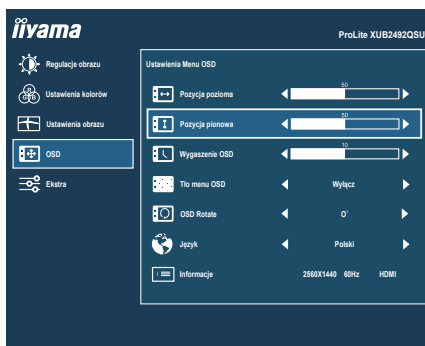 iiyama
ProLite XUB2492QSU
Regulacje obrazu
Ustawienia kolorów
R
G B
Ustawienia obrazu
OSD
Ekstra
Ustawienia Menu OSD
Pozycja pozioma
50
Pozycja pionowa
50
Wygaszenie OSD
10
Tło menu OSD
Wyłącz
OSD Rotate
O°
Język
Polski
Informacje
2560X1440 60Hz HDMI